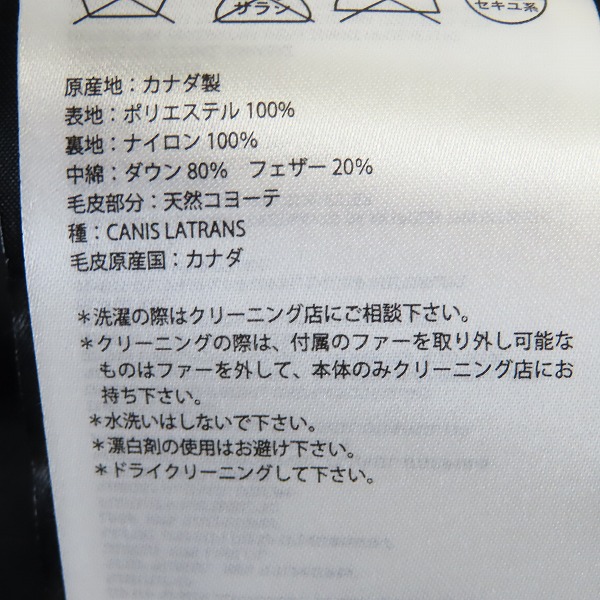 サラシ
セキユ系
原産地：カナダ製
表地：ポリエステル 100%
裏地：ナイロン 100%
中綿：ダウン 80%　フェザー 20%
毛皮部分：天然コヨーテ
種：CANIS LATRANS
毛皮原産国：カナダ
＊洗濯の際はクリーニング店にご相談下さい。
＊クリーニングの際は、付属のファーを取り外し可能な
ものはファーを外して、本体のみクリーニング店にお
持ち下さい。
＊水洗いはしないで下さい。
＊漂白剤の使用はお避け下さい。
＊ドライクリーニングして下さい。